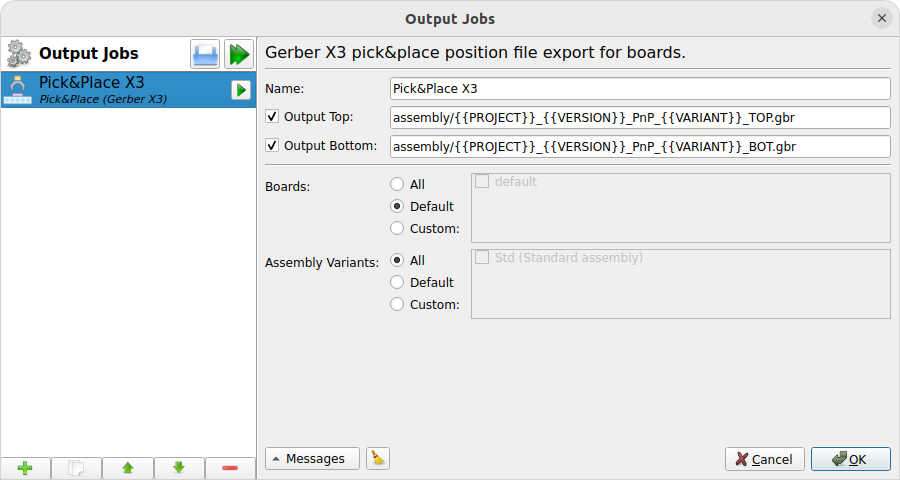 Output Jobs
Output Jobs
Pick&Place X3
Pick&Place (Gerber X3)
Gerber X3 pick&place position file export for boards.
Name:
Pick&Place X3
Output Top:
assembly/{{PROJECT}}_{{VERSION}}_PnP_{{VARIANT}}_TOP.gbr
Output Bottom:
assembly/{{PROJECT}}_{{VERSION}}_PnP_{{VARIANT}}_BOT.gbr
Boards:
All
Default
Custom:
default
Assembly Variants:
All
Default
Custom:
Std (Standard assembly)
Messages
Cancel
OK